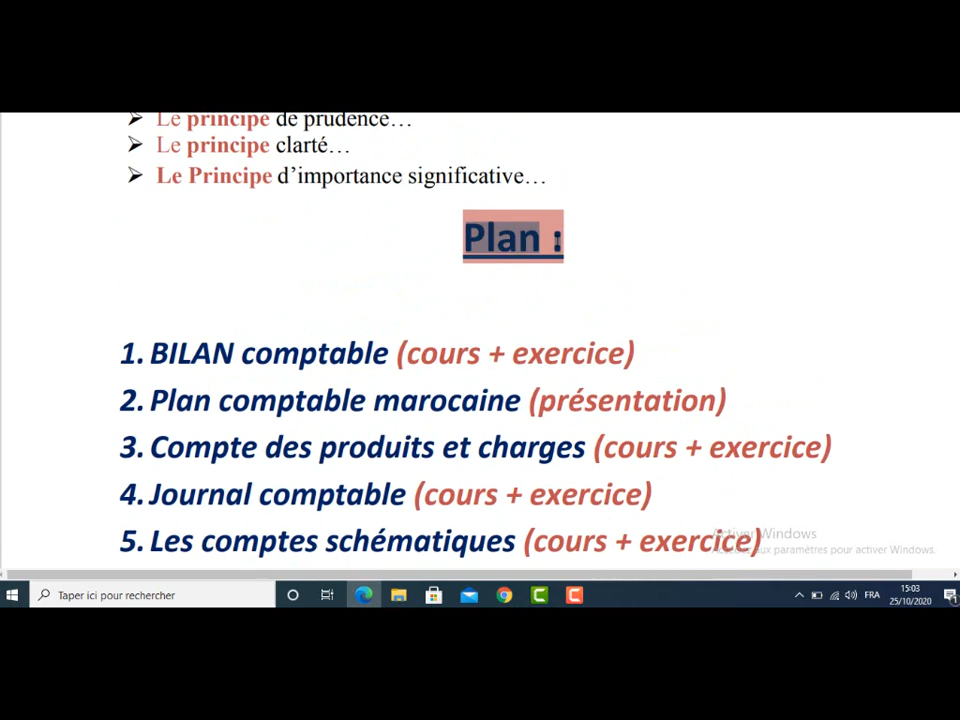 ➢ Le principe de prudence…
➢ Le principe clarté…
➢ Le Principe d’importance significative…
Plan :
1. BILAN comptable (cours + exercice)
2. Plan comptable marocaine (présentation)
3. Compte des produits et charges (cours + exercice)
4. Journal comptable (cours + exercice)
5. Les comptes schématiques (cours + exercice)
Activer Windows
Accédez aux paramètres pour activer Windows.
Taper ici pour rechercher
FRA
15:03
25/10/2020
1